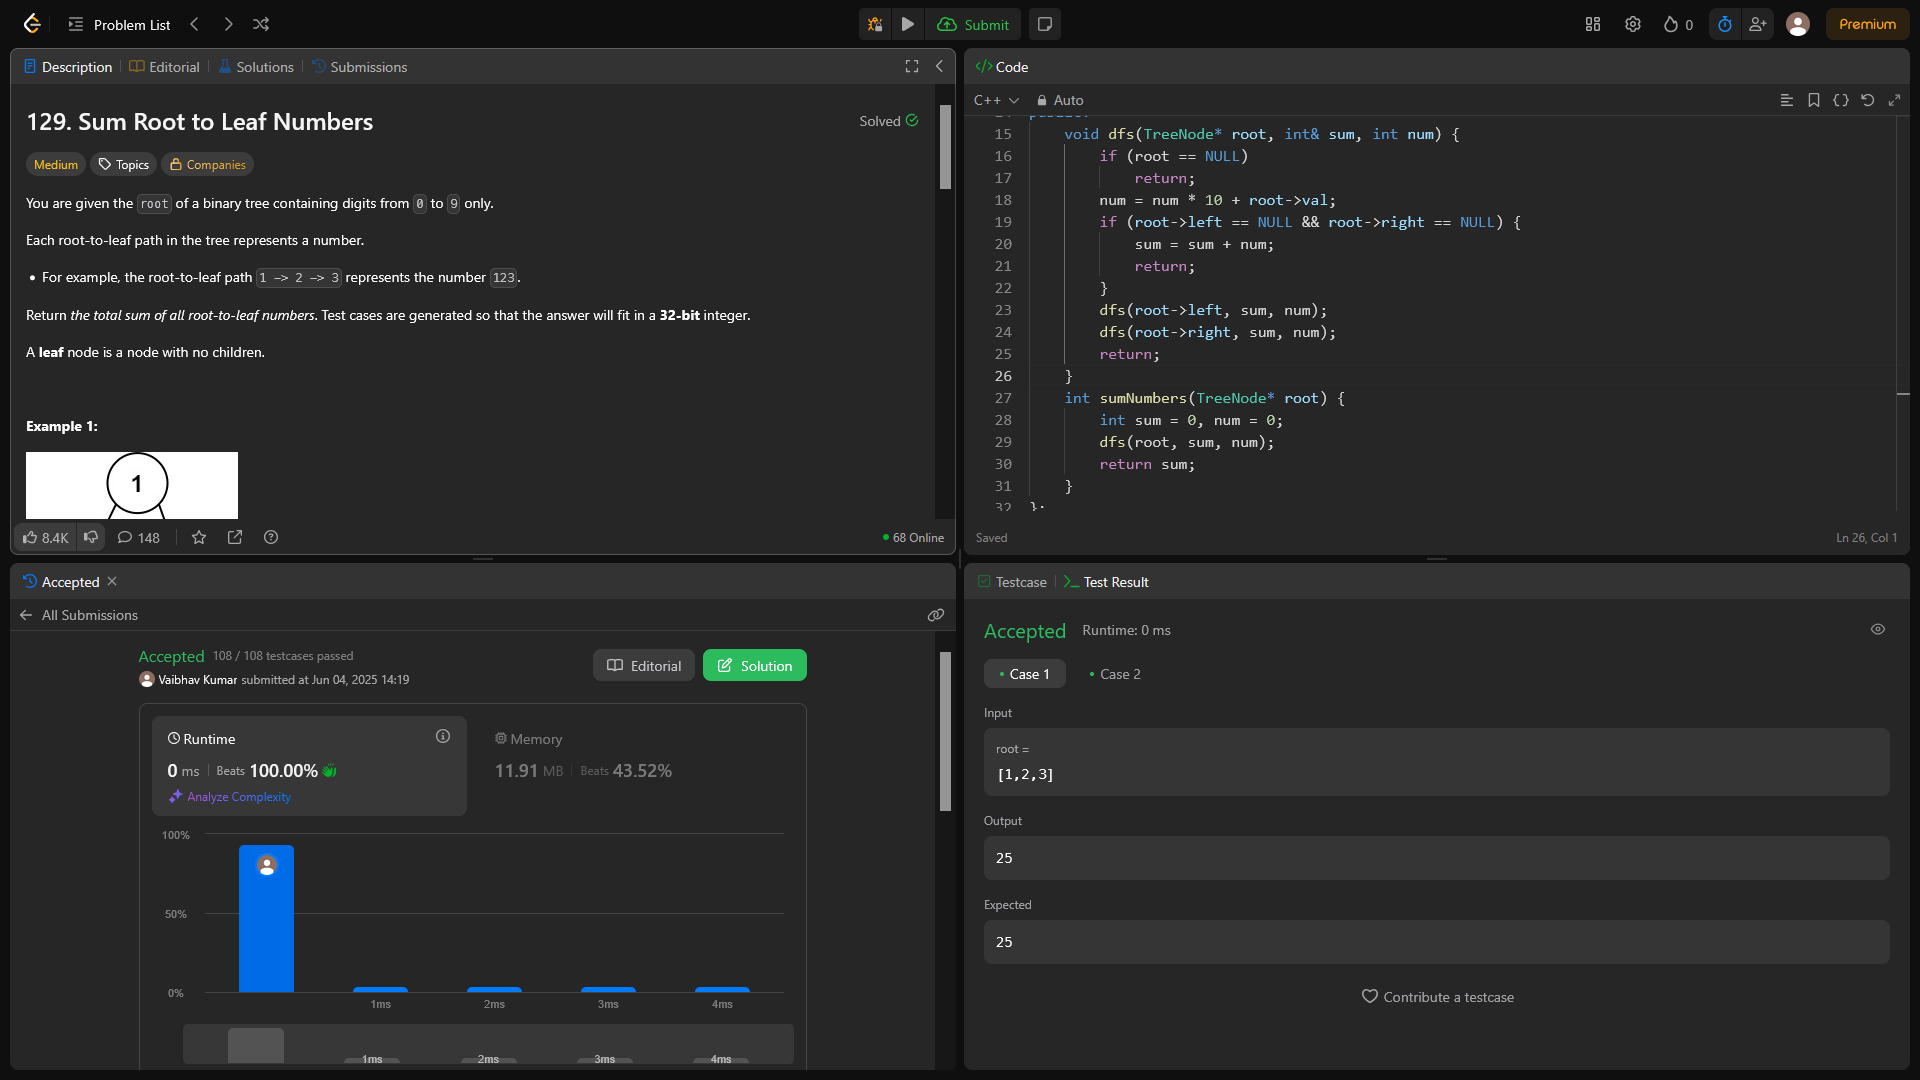 Problem List
Submit
0
Premium
Description
Editorial
Solutions
Submissions
129. Sum Root to Leaf Numbers
Solved
Medium
Topics
Companies
You are given the root of a binary tree containing digits from 0 to 9 only.
Each root-to-leaf path in the tree represents a number.
• For example, the root-to-leaf path 1 -> 2 -> 3 represents the number 123.
Return the total sum of all root-to-leaf numbers. Test cases are generated so that the answer will fit in a 32-bit integer.
A leaf node is a node with no children.
Example 1:
1
8.4K
148
68 Online
</> Code
C++
Auto
15 void dfs(TreeNode* root, int& sum, int num) {
16 if (root == NULL)
17 return;
18 num = num * 10 + root->val;
19 if (root->left == NULL && root->right == NULL) {
20 sum = sum + num;
21 return;
22 }
23 dfs(root->left, sum, num);
24 dfs(root->right, sum, num);
25 return;
26 }
27 int sumNumbers(TreeNode* root) {
28 int sum = 0, num = 0;
29 dfs(root, sum, num);
30 return sum;
31 }
32 };
Saved
Ln 26, Col 1
Accepted
All Submissions
Accepted 108 / 108 testcases passed
Vaibhav Kumar submitted at Jun 04, 2025 14:19
Editorial
Solution
Runtime
0 ms | Beats 100.00%
Analyze Complexity
Memory
11.91 MB | Beats 43.52%
100%
50%
0%
1ms
2ms
3ms
4ms
1ms
2ms
3ms
4ms
Testcase
Test Result
Accepted
Runtime: 0 ms
• Case 1
• Case 2
Input
root =
[1,2,3]
Output
25
Expected
25
Contribute a testcase